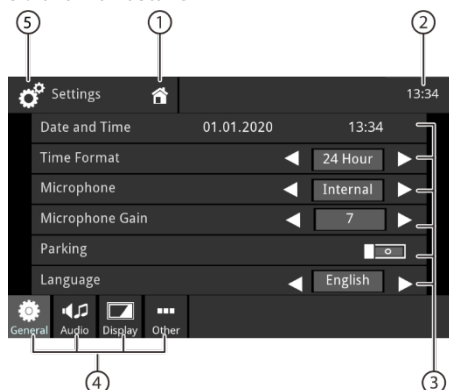 ⑤ ① ②
Settings 13:34
Date and Time 01.01.2020 13:34
Time Format 24 Hour
Microphone Internal
Microphone Gain 7
Parking
Language English
General Audio Display Other
④ ③